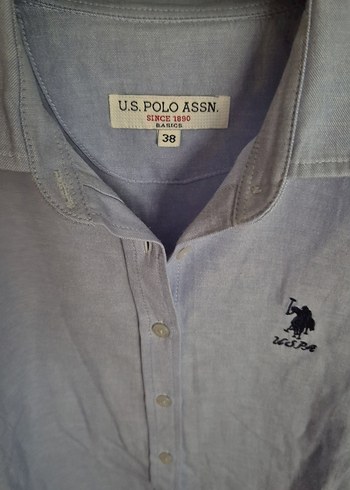 U.S. POLO ASSN.
SINCE 1890
BASICS
38
USPA